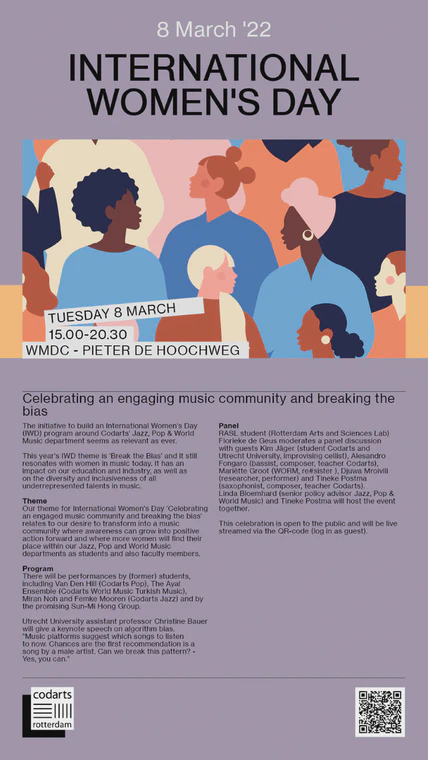 8 March '22
INTERNATIONAL
WOMEN'S DAY
TUESDAY 8 MARCH
15.00-20.30
WMDC - PIETER DE HOOCHWEG
Celebrating an engaging music community and breaking the
bias
The initiative to build an International Women's Day
(IWD) program around Codarts' Jazz, Pop & World
Music department seems as relevant as ever.
This year's IWD theme is 'Break the Bias' and it still
resonates with women in music today. It has an
impact on our education and industry, as well as
on the diversity and inclusiveness of all
underrepresented talents in music.
Theme
Our theme for International Women's Day 'Celebrating
an engaged music community and breaking the bias'
relates to our desire to transform into a music
community where awareness can grow into positive
action forward and where more women will find their
place within our Jazz, Pop and World Music
departments as students and also faculty members.
Program
There will be performances by (former) students,
including Van Den Hill (Codarts Pop), The Ayal
Ensemble (Codarts World Music Turkish Music),
Miran Noh and Femke Mooren (Codarts Jazz) and by
the promising Sun-Mi Hong Group.
Utrecht University assistant professor Christine Bauer
will give a keynote speech on algorithm bias.
"Music platforms suggest which songs to listen
to now. Chances are the first recommendation is a
song by a male artist. Can we break this pattern? -
Yes, you can."
Panel
RASL student (Rotterdam Arts and Sciences Lab)
Florieke de Geus moderates a panel discussion
with guests Kim Jäger (student Codarts and
Utrecht University, improvising cellist), Alesandro
Fongaro (bassist, composer, teacher Codarts),
Mariëtte Groot (WORM, re#sister ), Djuwa Mroivili
(researcher, performer) and Tineke Postma
(saxophonist, composer, teacher Codarts).
Linda Bloemhard (senior policy advisor Jazz, Pop &
World Music) and Tineke Postma will host the event
together.
This celebration is open to the public and will be live
streamed via the QR-code (log in as guest).
codarts
rotterdam